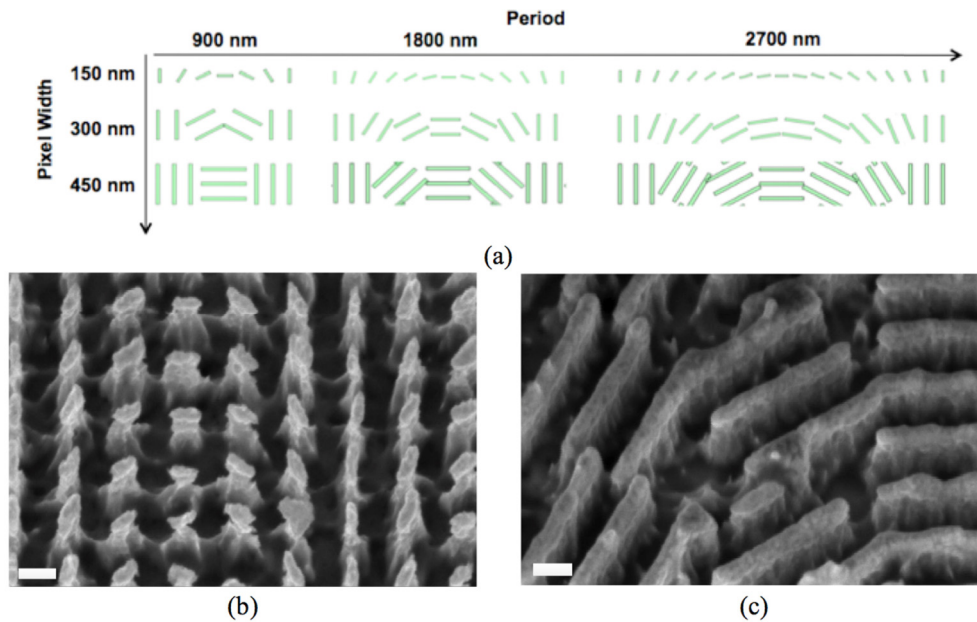 Period
900 nm
1800 nm
2700 nm
Pixel Width
150 nm
300 nm
450 nm
(a)
(b)
(c)